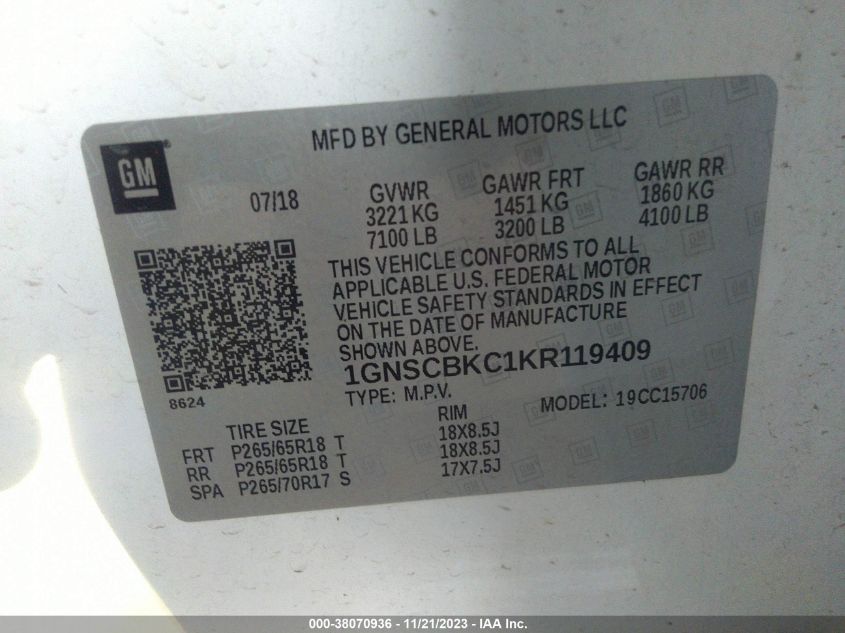 MFD BY GENERAL MOTORS LLC
GM
07/18
GVWR
3221 KG
7100 LB
GAWR FRT
1451 KG
3200 LB
GAWR RR
1860 KG
4100 LB
THIS VEHICLE CONFORMS TO ALL
APPLICABLE U.S. FEDERAL MOTOR
VEHICLE SAFETY STANDARDS IN EFFECT
ON THE DATE OF MANUFACTURE
SHOWN ABOVE.
1GNSCBKC1KR119409
8624
TYPE: M.P.V.
MODEL: 19CC15706
TIRE SIZE RIM
FRT P265/65R18 T 18X8.5J
RR P265/65R18 T 18X8.5J
SPA P265/70R17 S 17X7.5J
000-38070936 - 11/21/2023 - IAA Inc.